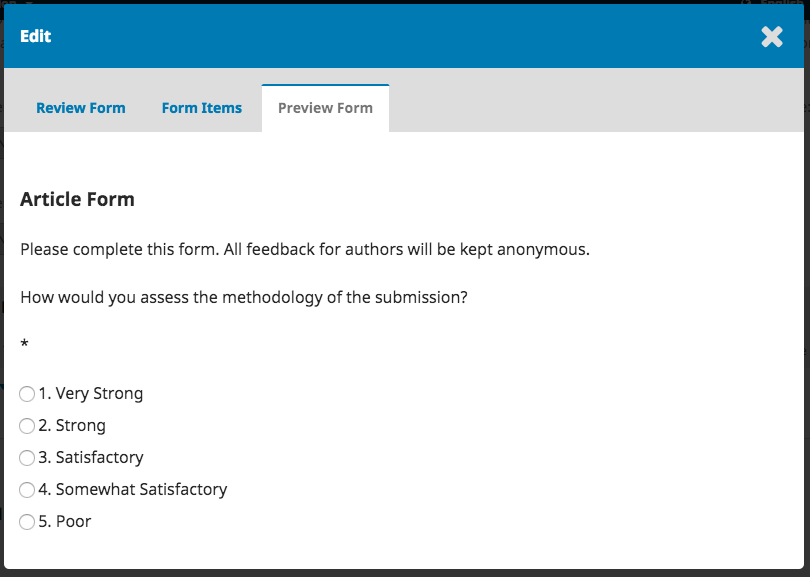 Edit
Review Form
Form Items
Preview Form
Article Form
Please complete this form. All feedback for authors will be kept anonymous.
How would you assess the methodology of the submission?
*
1. Very Strong
2. Strong
3. Satisfactory
4. Somewhat Satisfactory
5. Poor